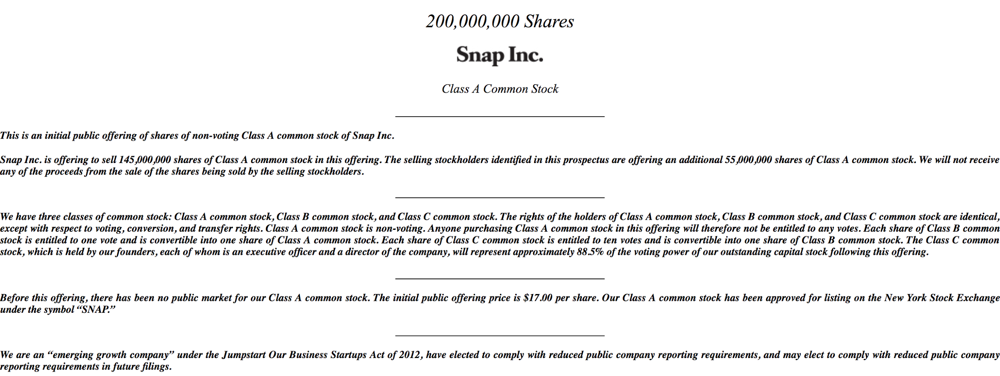 200,000,000 Shares
Snap Inc.
Class A Common Stock
This is an initial public offering of shares of non-voting Class A common stock of Snap Inc.
Snap Inc. is offering to sell 145,000,000 shares of Class A common stock in this offering. The selling stockholders identified in this prospectus are offering an additional 55,000,000 shares of Class A common stock. We will not receive
any of the proceeds from the sale of the shares being sold by the selling stockholders.
We have three classes of common stock: Class A common stock, Class B common stock, and Class C common stock. The rights of the holders of Class A common stock, Class B common stock, and Class C common stock are identical,
except with respect to voting, conversion, and transfer rights. Class A common stock is non-voting. Anyone purchasing Class A common stock in this offering will therefore not be entitled to any votes. Each share of Class B common
stock is entitled to one vote and is convertible into one share of Class A common stock. Each share of Class C common stock is entitled to ten votes and is convertible into one share of Class B common stock. The Class C common
stock, which is held by our founders, each of whom is an executive officer and a director of the company, will represent approximately 88.5% of the voting power of our outstanding capital stock following this offering.
Before this offering, there has been no public market for our Class A common stock. The initial public offering price is $17.00 per share. Our Class A common stock has been approved for listing on the New York Stock Exchange
under the symbol “SNAP.”
We are an “emerging growth company” under the Jumpstart Our Business Startups Act of 2012, have elected to comply with reduced public company reporting requirements, and may elect to comply with reduced public company
reporting requirements in future filings.